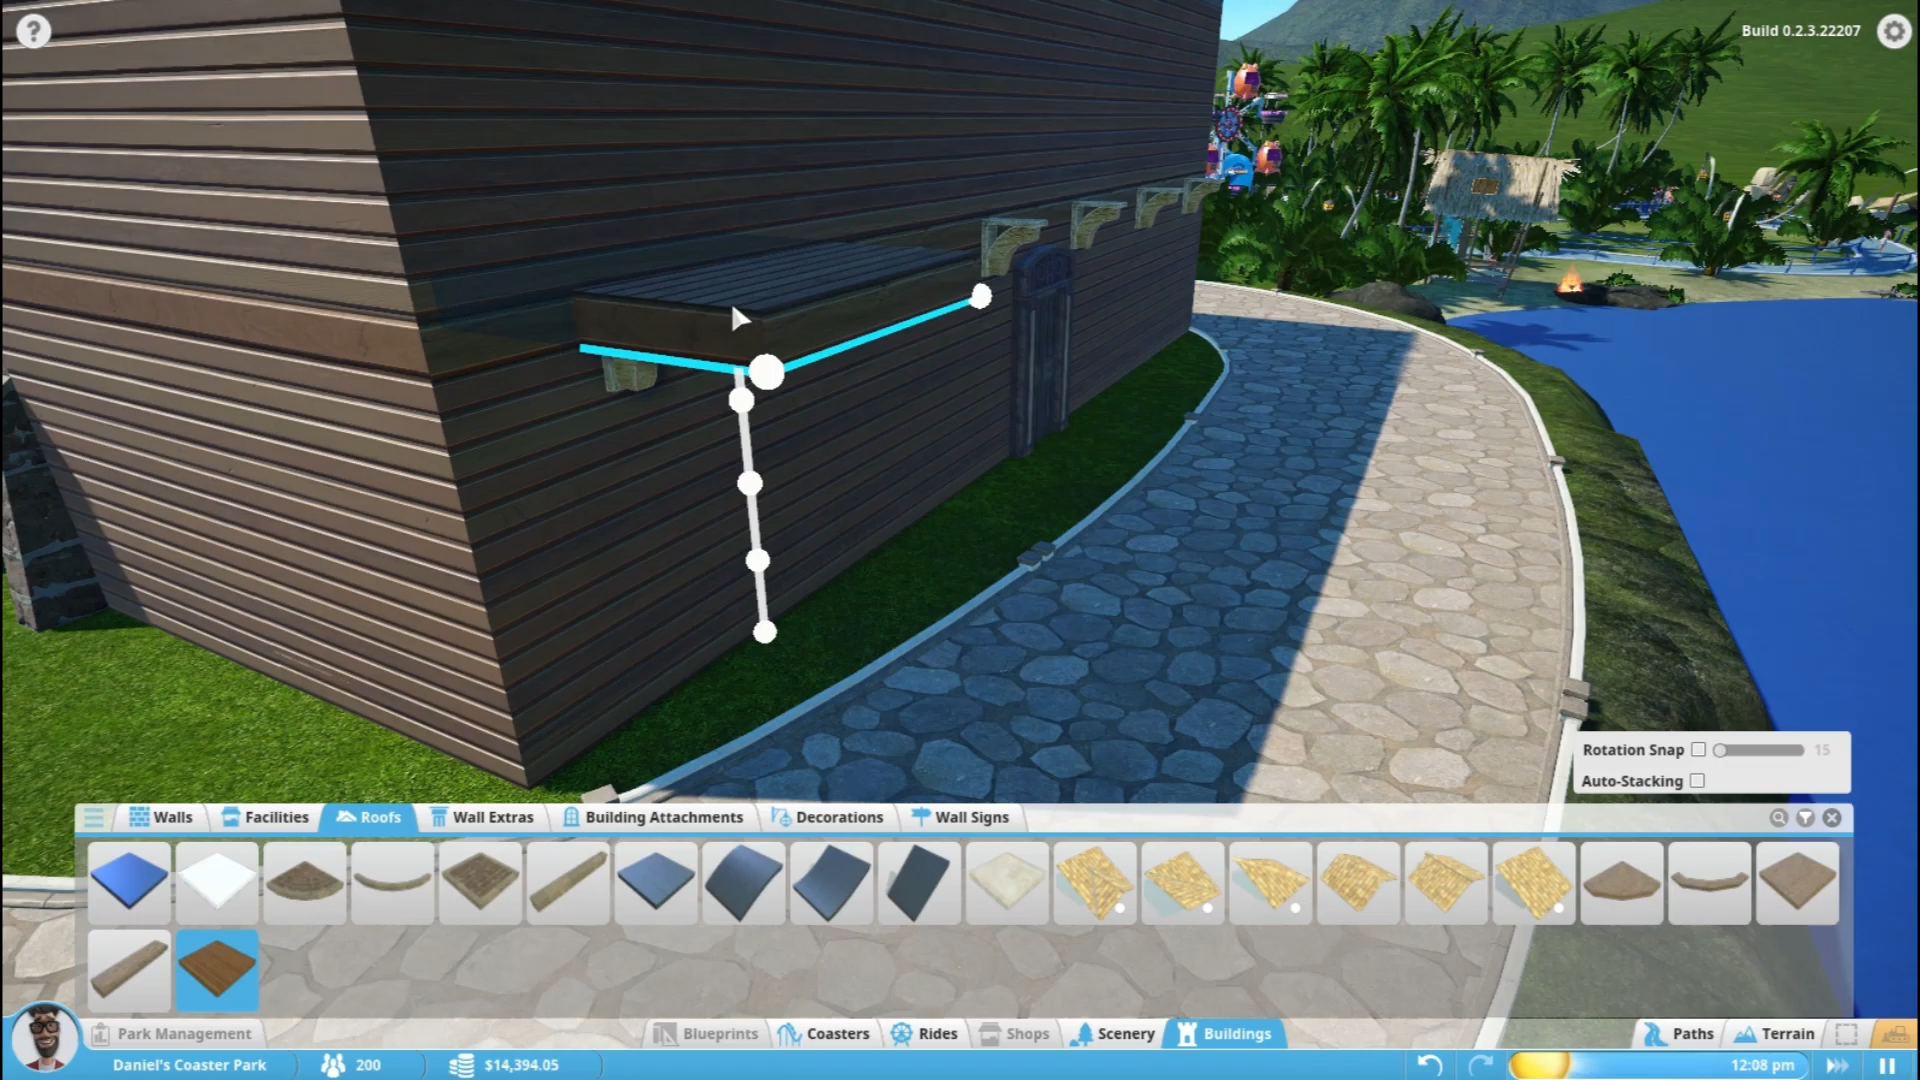 ?
Build 0.2.3.22207
Rotation Snap 15
Auto-Stacking
Walls Facilities Roofs Wall Extras Building Attachments Decorations Wall Signs
Park Management Blueprints Coasters Rides Shops Scenery Buildings Paths Terrain
Daniel's Coaster Park 200 $14,394.05 12:08 pm